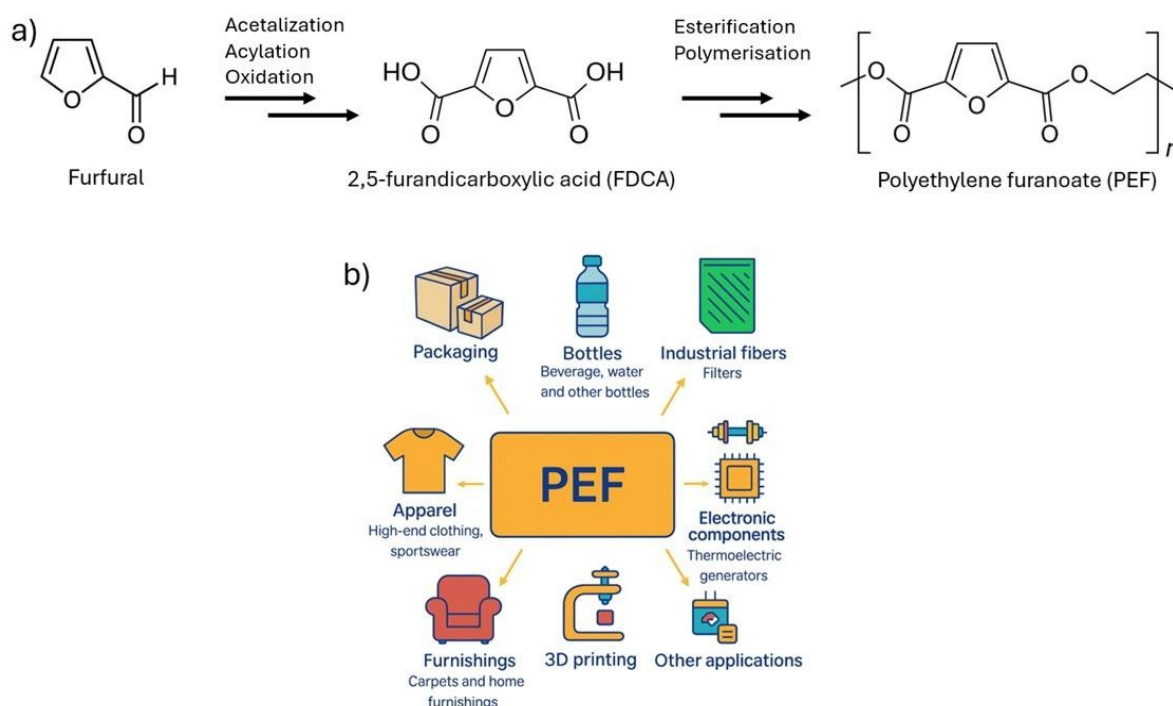 a)
Acetalization
Acylation
Oxidation
Esterification
Polymerisation
O
H
O
HO
O
O
OH
O
O
O
O
O
O
n
Furfural
2,5-furandicarboxylic acid (FDCA)
Polyethylene furanoate (PEF)
b)
Packaging
Bottles
Beverage, water
and other bottles
Industrial fibers
Filters
PEF
Apparel
High-end clothing,
sportswear
Electronic
components
Thermoelectric
generators
Furnishings
Carpets and home
furnishings
3D printing
Other applications